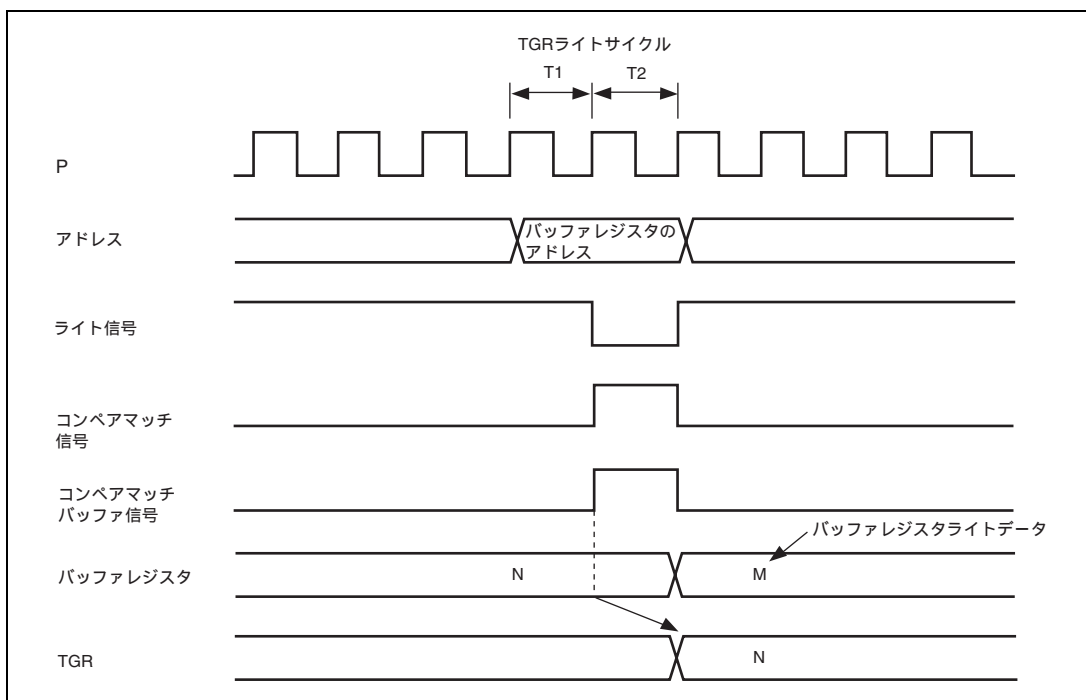 TGRライトサイクル
T1 T2
P
アドレス
バッファレジスタの
アドレス
ライト信号
コンペアマッチ
信号
コンペアマッチ
バッファ信号
バッファレジスタライトデータ
バッファレジスタ N M
TGR N